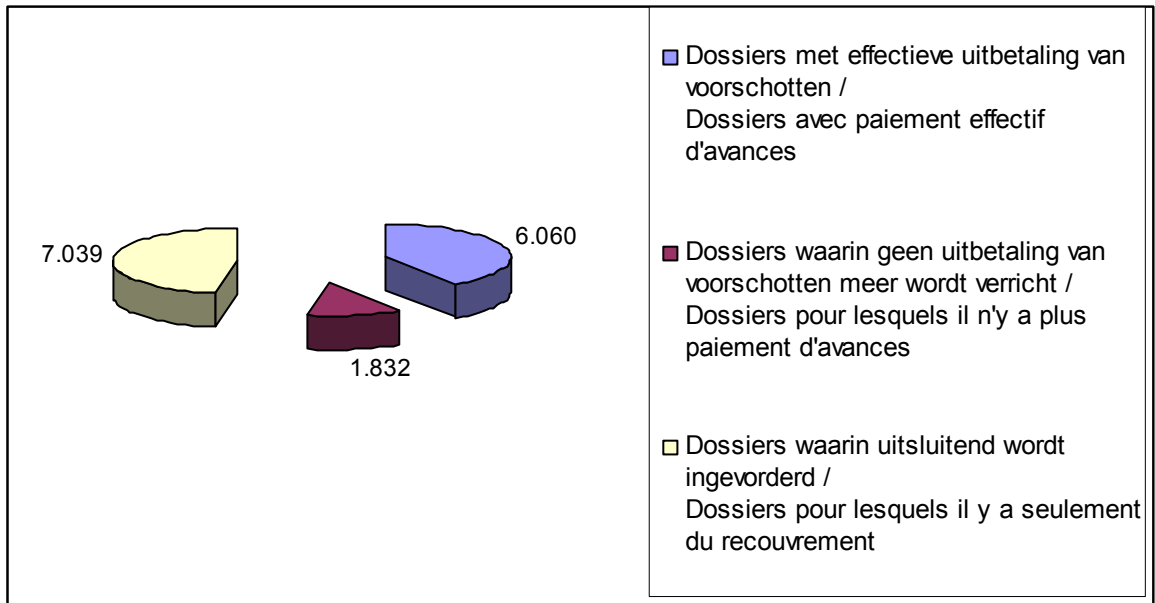 7.039
6.060
1.832
Dossiers met effectieve uitbetaling van
voorschotten /
Dossiers avec paiement effectif
d'avances
Dossiers waarin geen uitbetaling van
voorschotten meer wordt verricht /
Dossiers pour lesquels il n'y a plus
paiement d'avances
Dossiers waarin uitsluitend wordt
ingevorderd /
Dossiers pour lesquels il y a seulement
du recouvrement